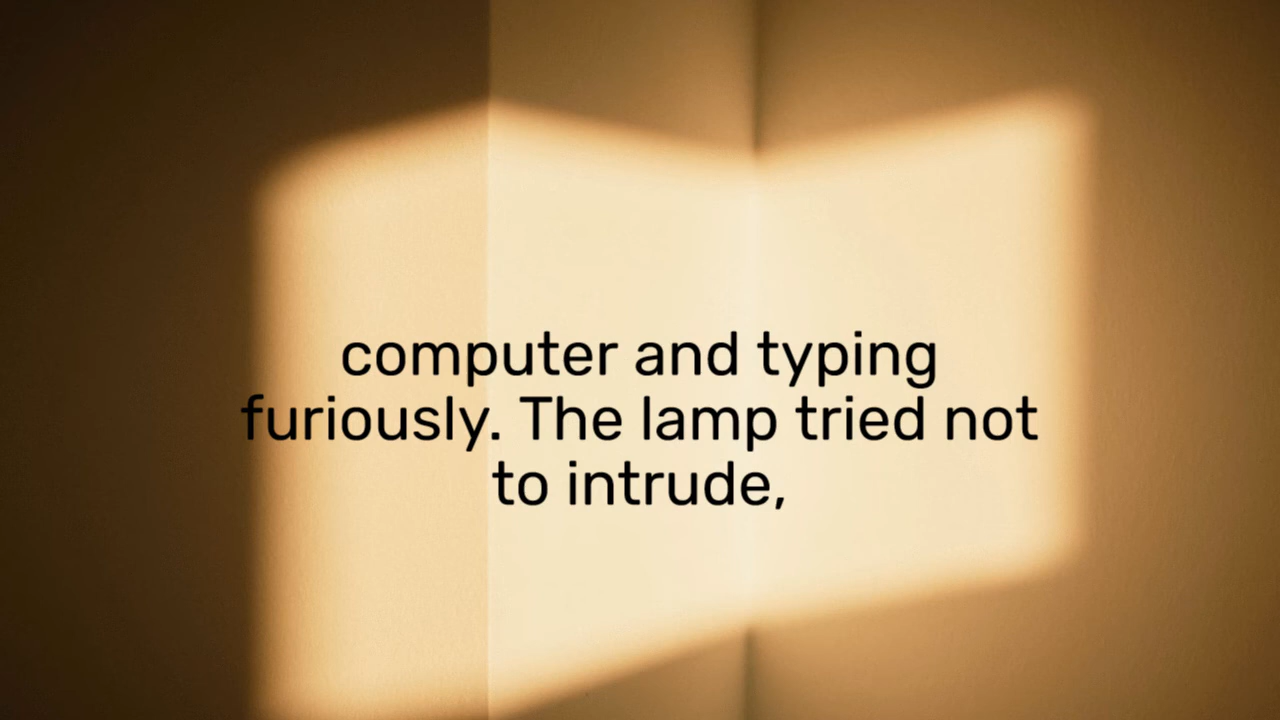 computer and typing
furiously. The lamp tried not
to intrude,